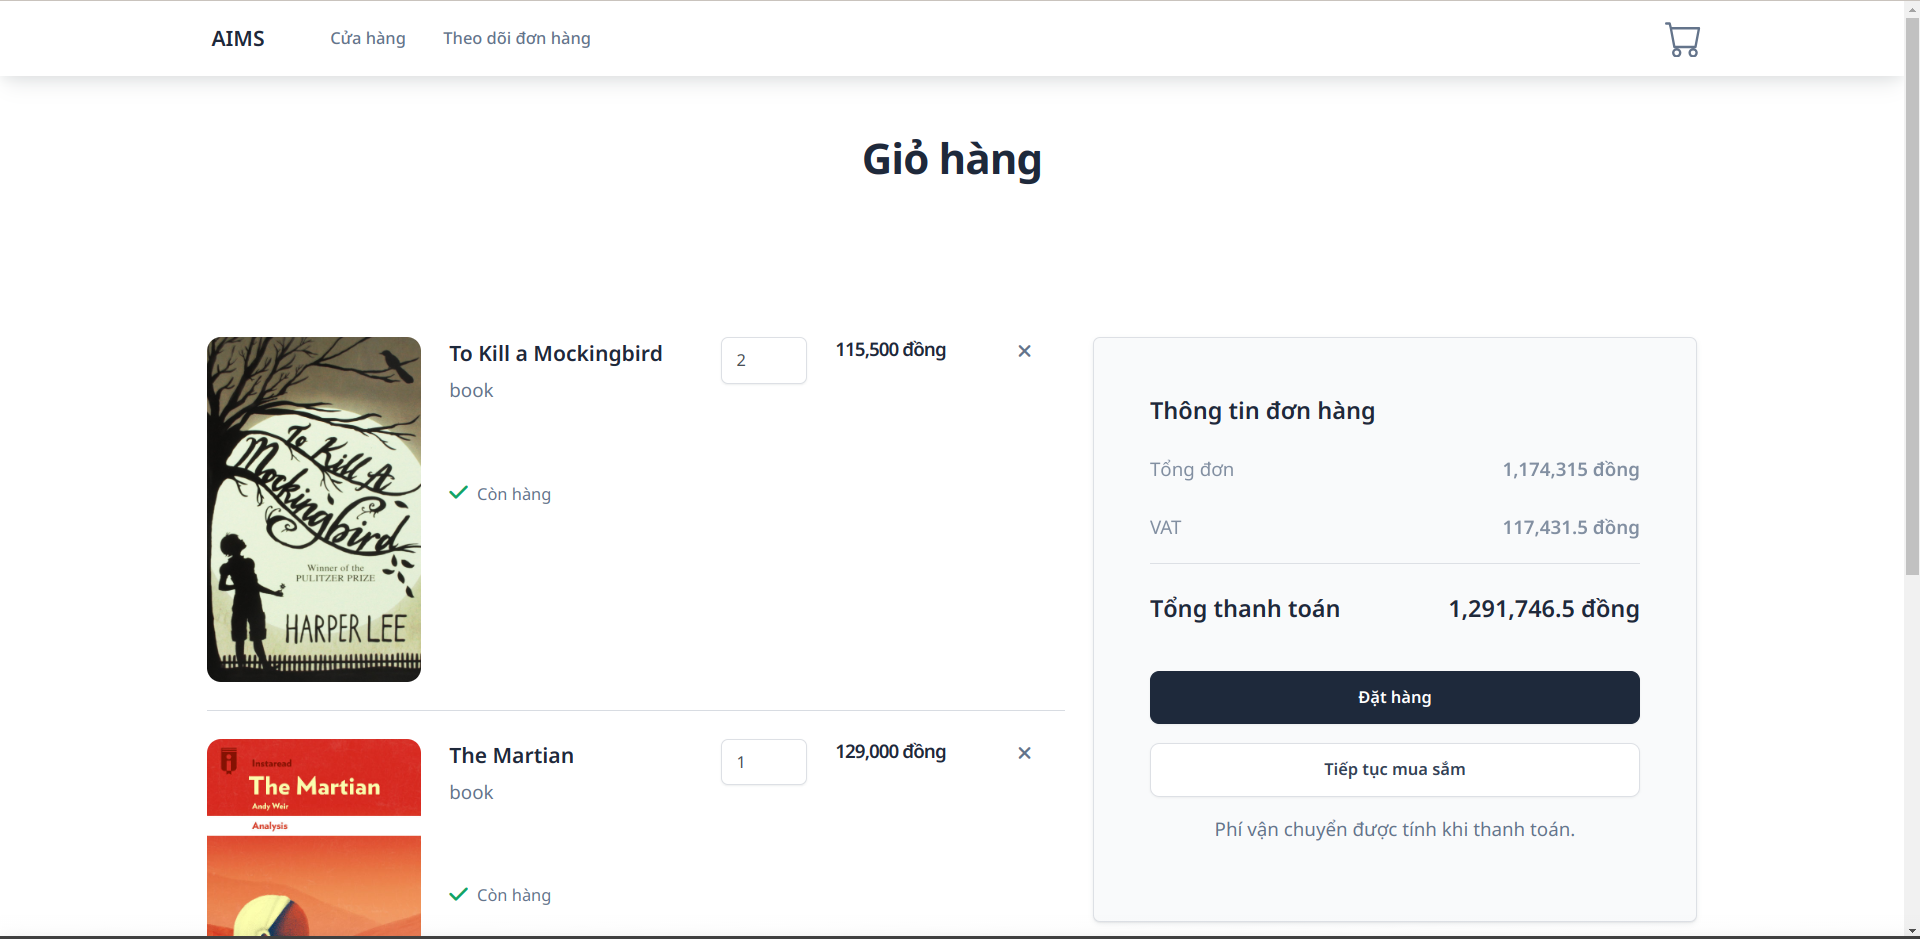 AIMS
Cửa hàng
Theo dõi đơn hàng
Giỏ hàng
To Kill A
Mockingbird
Winner of the
PULITZER PRIZE
HARPER LEE
To Kill a Mockingbird
book
Còn hàng
2
115,500 đồng
Instaread
The Martian
Andy Weir
Analysis
The Martian
book
Còn hàng
1
129,000 đồng
Thông tin đơn hàng
Tổng đơn 1,174,315 đồng
VAT 117,431.5 đồng
Tổng thanh toán 1,291,746.5 đồng
Đặt hàng
Tiếp tục mua sắm
Phí vận chuyển được tính khi thanh toán.